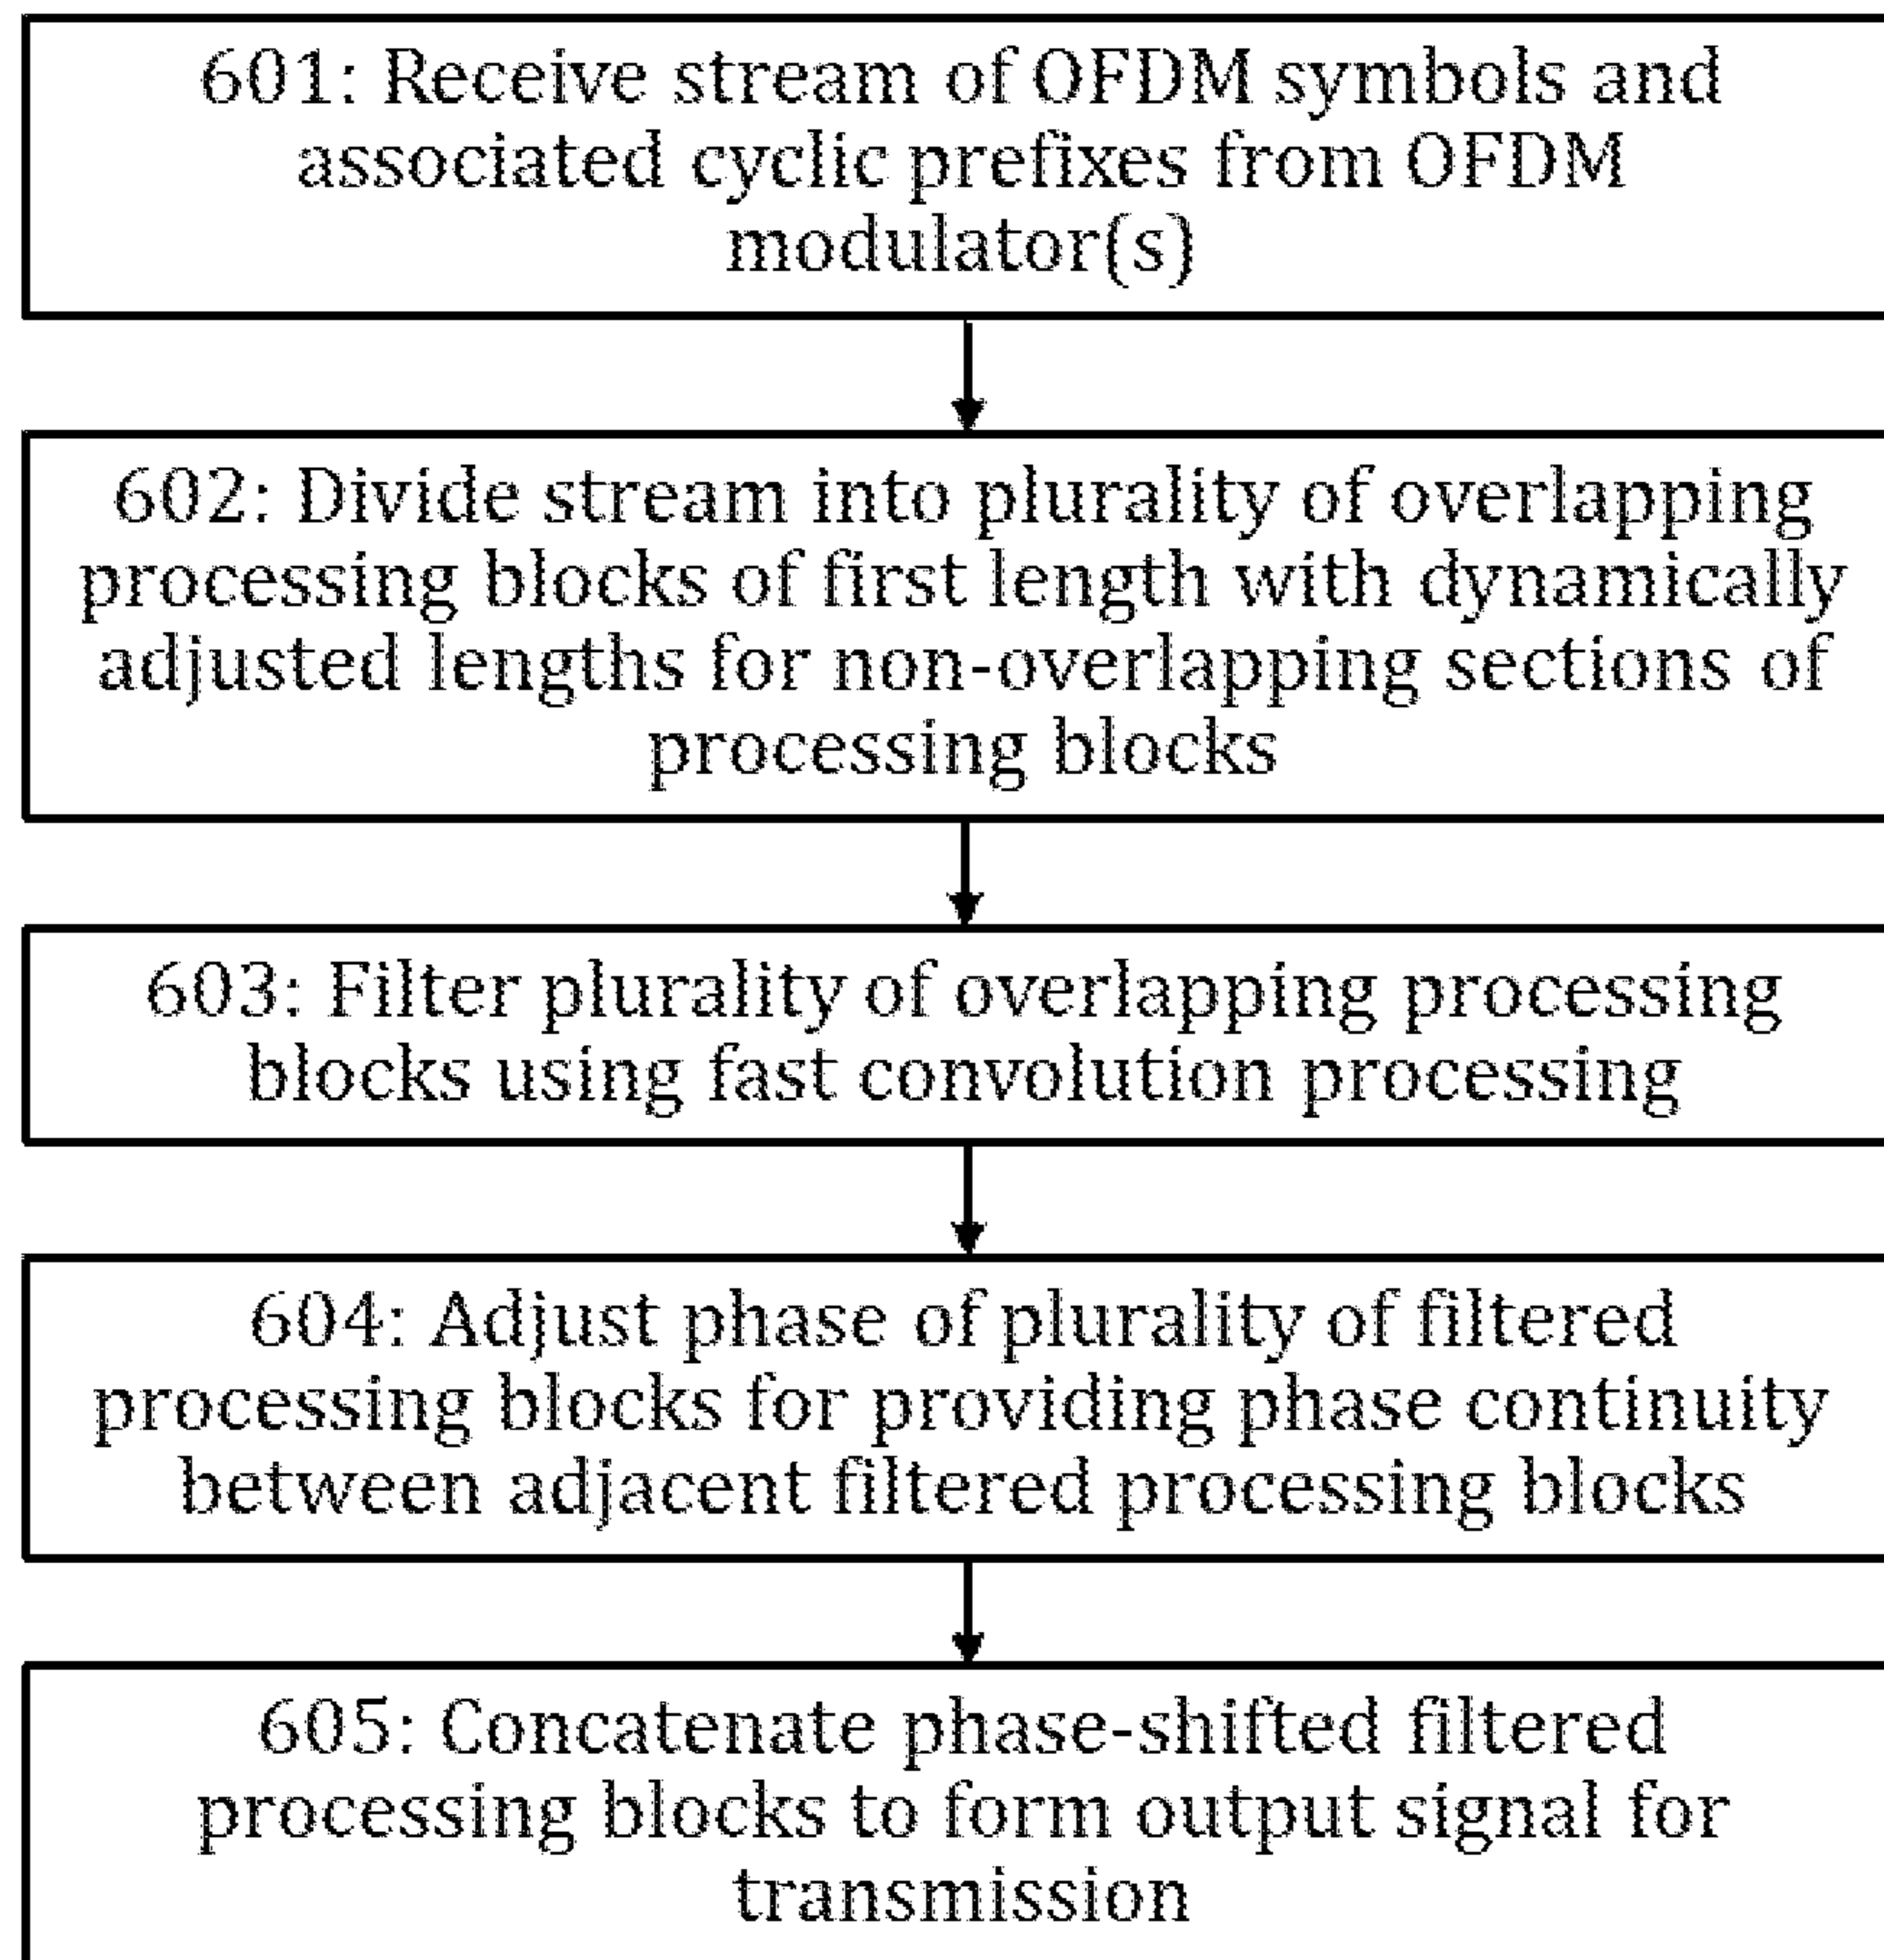 601: Receive stream of OFDM symbols and
associated cyclic prefixes from OFDM
modulator(s)
602: Divide stream into plurality of overlapping
processing blocks of first length with dynamically
adjusted lengths for non-overlapping sections of
processing blocks
603: Filter plurality of overlapping processing
blocks using fast convolution processing
604: Adjust phase of plurality of filtered
processing blocks for providing phase continuity
between adjacent filtered processing blocks
605: Concatenate phase-shifted filtered
processing blocks to form output signal for
transmission